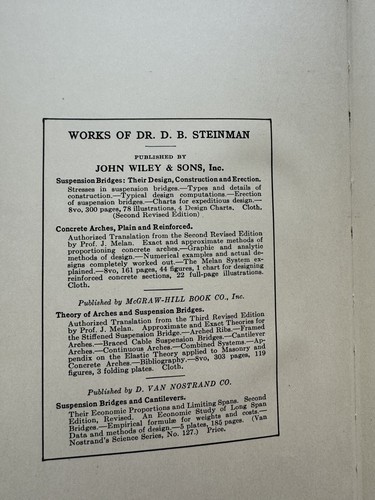 WORKS OF DR. D. B. STEINMAN
PUBLISHED BY
JOHN WILEY & SONS, Inc.
Suspension Bridges: Their Design, Construction and Erection.
Stresses in suspension bridges.—Types and details of
construction.—Typical design computations.—Erection
of suspension bridges.—Charts for expeditious design.—
8vo, 300 pages, 78 illustrations, 4 Design Charts. Cloth.
(Second Revised Edition)
Concrete Arches, Plain and Reinforced.
Authorized Translation from the Second Revised Edition
by Prof. J. Melan. Exact and approximate methods of
proportioning concrete arches.—Graphic and analytic
methods of design.—Numerical examples and actual de-
signs completely worked out.—The Melan System ex-
plained.—8vo, 161 pages, 44 figures, 1 chart for designing
reinforced concrete sections, 22 full-page illustrations.
Cloth.
Published by McGRAW-HILL BOOK CO., Inc.
Theory of Arches and Suspension Bridges.
Authorized Translation from the Third Revised Edition
by Prof. J. Melan. Approximate and Exact Theories for
the Stiffened Suspension Bridge.—Arched Ribs.—Framed
Arches.—Braced Cable Suspension Bridges.—Cantilever
Arches.—Continuous Arches.—Combined Systems.—Ap-
pendix on the Elastic Theory applied to Masonry and
Concrete Arches.—Bibliography.—8vo, 303 pages, 119
figures, 3 folding plates. Cloth.
Published by D. VAN NOSTRAND CO.
Suspension Bridges and Cantilevers.
Their Economic Proportions and Limiting Spans. Second
Edition, Revised. An Economic Study of Long Span
Bridges.—Empirical formulæ for weights and costs.—
Data and methods of design.—5 plates, 185 pages. (Van
Nostrand's Science Series, No. 127.) Price.